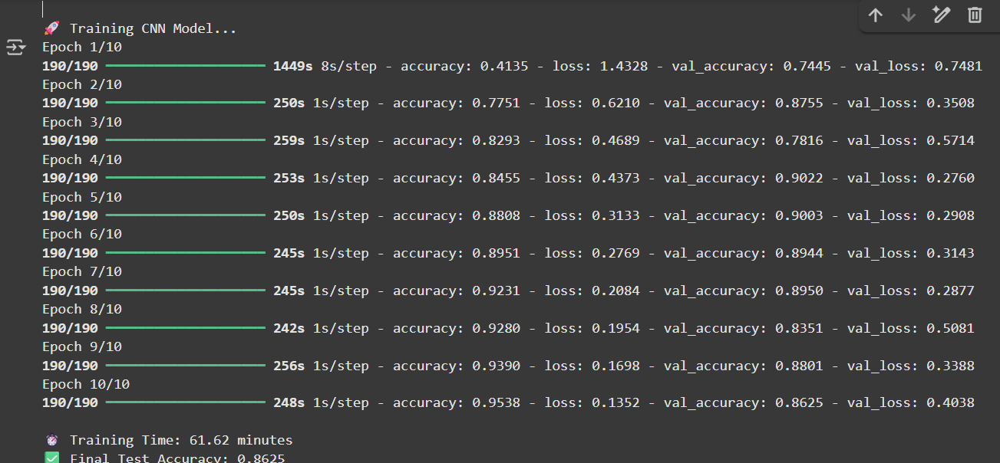 🚀 Training CNN Model...
Epoch 1/10
190/190 ━━━━━━━━━━━━━━━━━━━━ 1449s 8s/step - accuracy: 0.4135 - loss: 1.4328 - val_accuracy: 0.7445 - val_loss: 0.7481
Epoch 2/10
190/190 ━━━━━━━━━━━━━━━━━━━━ 250s 1s/step - accuracy: 0.7751 - loss: 0.6210 - val_accuracy: 0.8755 - val_loss: 0.3508
Epoch 3/10
190/190 ━━━━━━━━━━━━━━━━━━━━ 259s 1s/step - accuracy: 0.8293 - loss: 0.4689 - val_accuracy: 0.7816 - val_loss: 0.5714
Epoch 4/10
190/190 ━━━━━━━━━━━━━━━━━━━━ 253s 1s/step - accuracy: 0.8455 - loss: 0.4373 - val_accuracy: 0.9022 - val_loss: 0.2760
Epoch 5/10
190/190 ━━━━━━━━━━━━━━━━━━━━ 250s 1s/step - accuracy: 0.8808 - loss: 0.3133 - val_accuracy: 0.9003 - val_loss: 0.2908
Epoch 6/10
190/190 ━━━━━━━━━━━━━━━━━━━━ 245s 1s/step - accuracy: 0.8951 - loss: 0.2769 - val_accuracy: 0.8944 - val_loss: 0.3143
Epoch 7/10
190/190 ━━━━━━━━━━━━━━━━━━━━ 245s 1s/step - accuracy: 0.9231 - loss: 0.2084 - val_accuracy: 0.8950 - val_loss: 0.2877
Epoch 8/10
190/190 ━━━━━━━━━━━━━━━━━━━━ 242s 1s/step - accuracy: 0.9280 - loss: 0.1954 - val_accuracy: 0.8351 - val_loss: 0.5081
Epoch 9/10
190/190 ━━━━━━━━━━━━━━━━━━━━ 256s 1s/step - accuracy: 0.9390 - loss: 0.1698 - val_accuracy: 0.8801 - val_loss: 0.3388
Epoch 10/10
190/190 ━━━━━━━━━━━━━━━━━━━━ 248s 1s/step - accuracy: 0.9538 - loss: 0.1352 - val_accuracy: 0.8625 - val_loss: 0.4038
⏰ Training Time: 61.62 minutes
✅ Final Test Accuracy: 0.8625